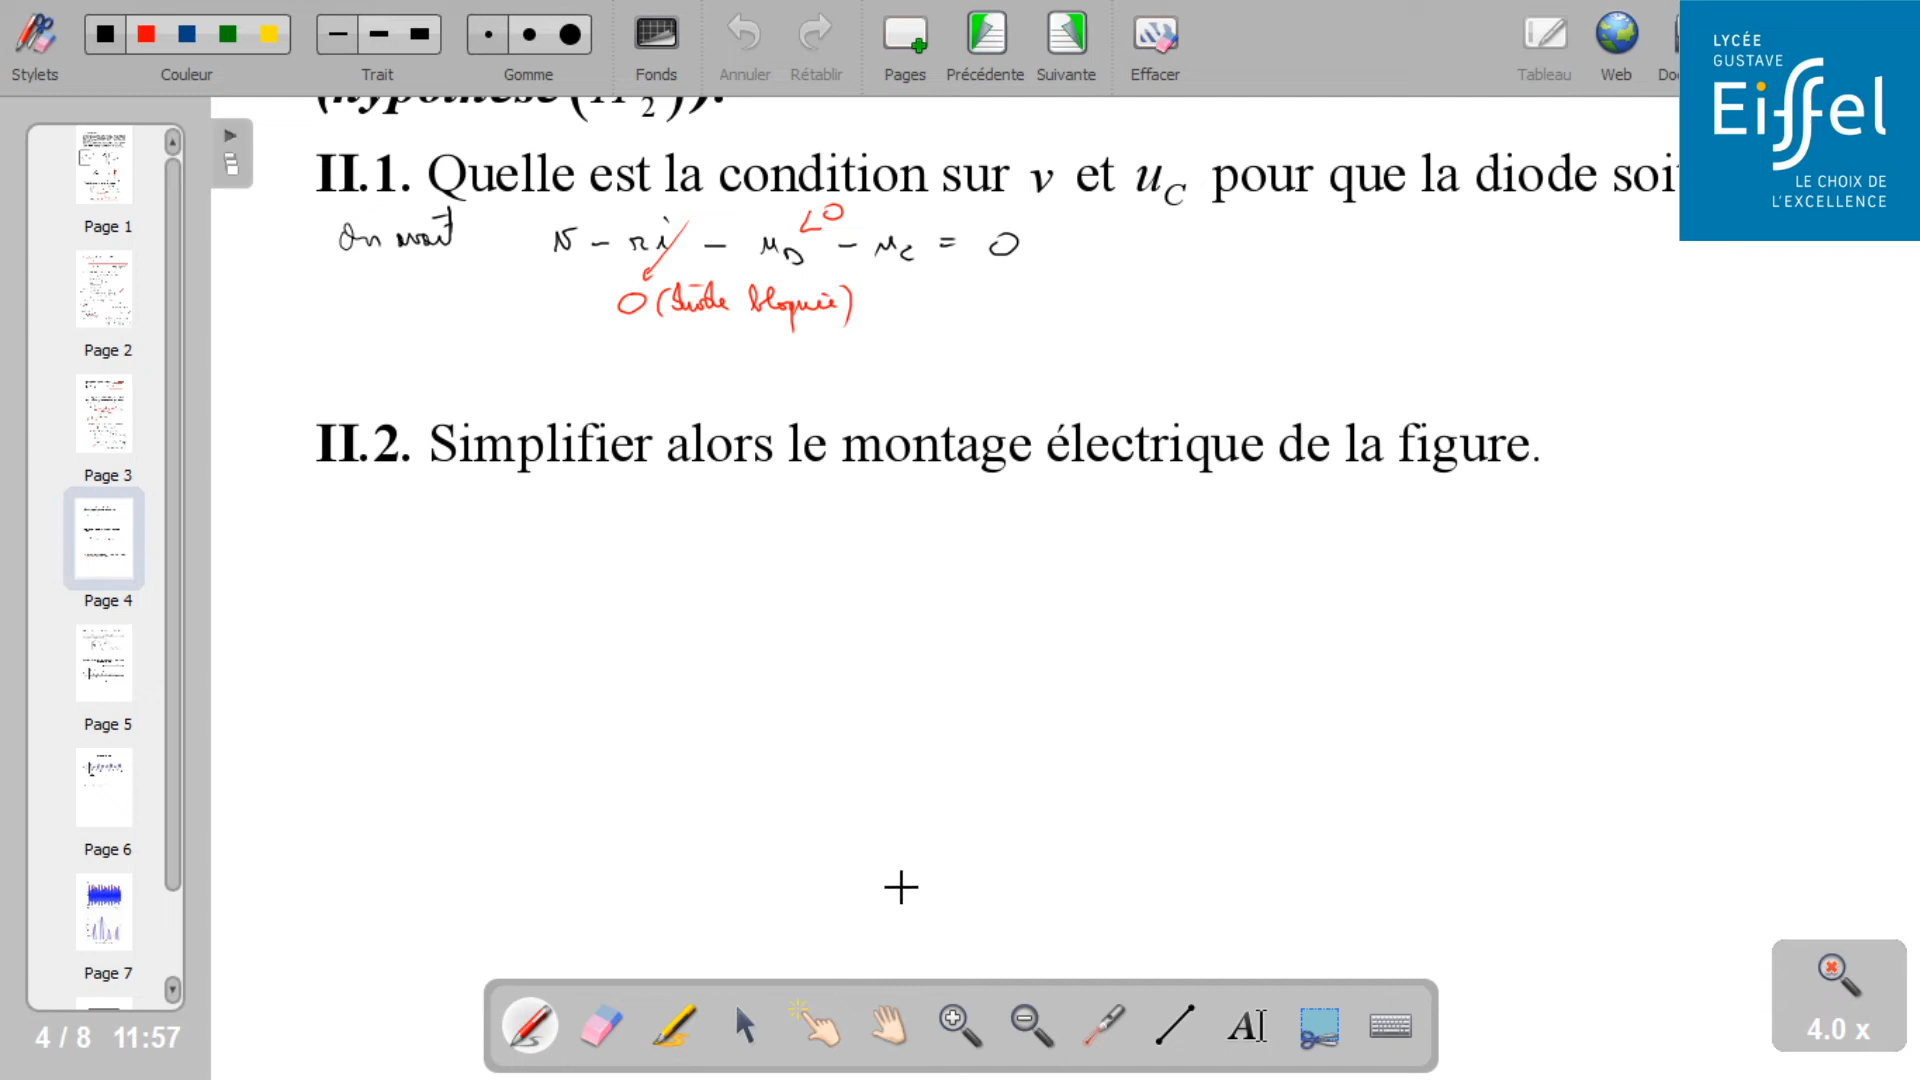 Stylets Couleur Trait Gomme Fonds Annuler Rétablir Pages Précédente Suivante Effacer Tableau Web
LYCÉE
GUSTAVE
Eiffel
LE CHOIX DE
L'EXCELLENCE
(hypothèse (H 2)).
II.1. Quelle est la condition sur v et u_C pour que la diode soi
On avait v - r i - u_D - u_C = 0
<0
0 (diode bloquée)
II.2. Simplifier alors le montage électrique de la figure.
Page 1
Page 2
Page 3
Page 4
Page 5
Page 6
Page 7
4 / 8 11:57
4.0 x